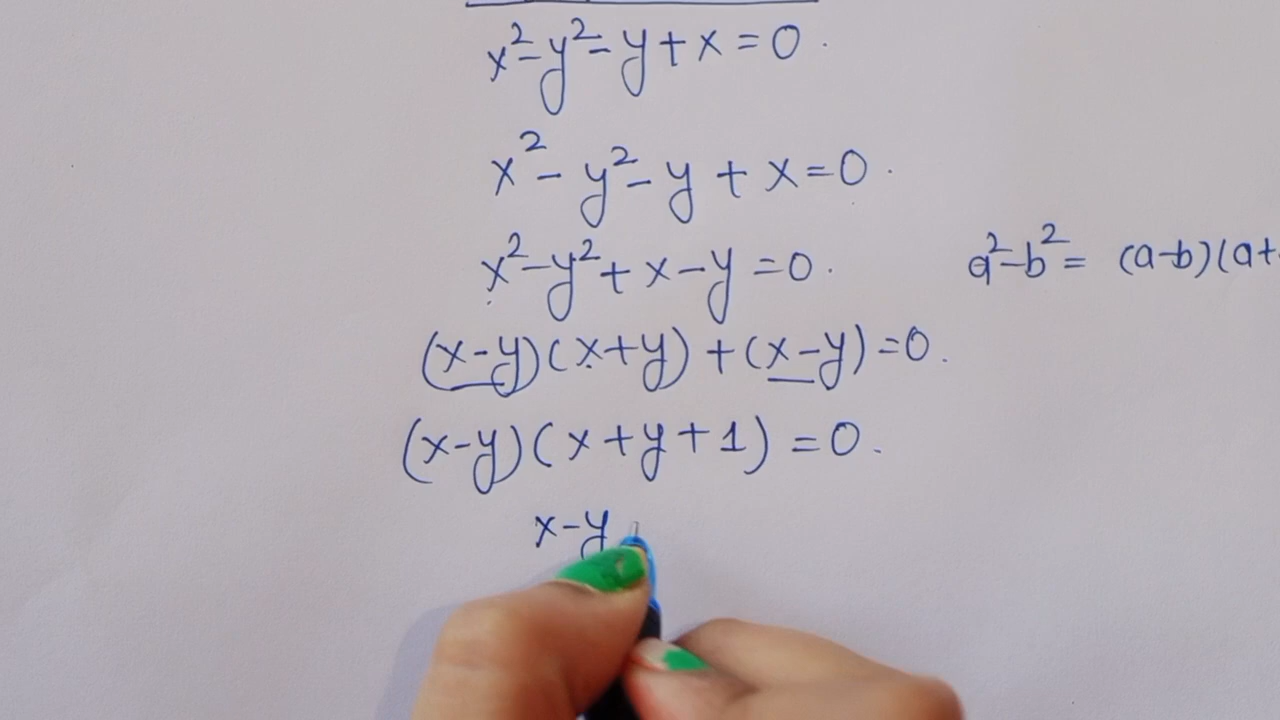 x²-y²-y+x=0.
x²-y²-y+x=0.
x²-y²+x-y=0.
a²-b²= (a-b)(a+
(x-y)(x+y)+(x-y)=0.
(x-y)(x+y+1)=0.
x-y